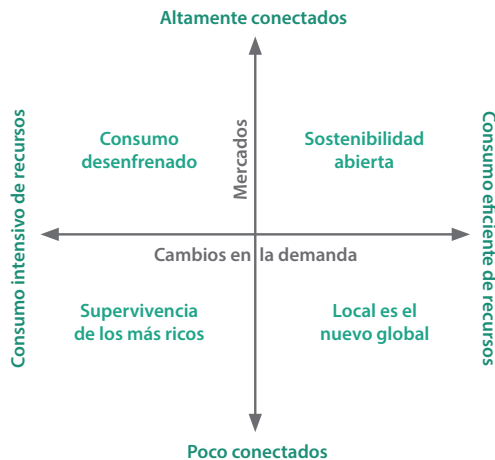 Altamente conectados
Consumo intensivo de recursos
Consumo
desenfrenado
Mercados
Sostenibilidad
abierta
Consumo eficiente de recursos
Cambios en la demanda
Supervivencia
de los más ricos
Local es el
nuevo global
Poco conectados